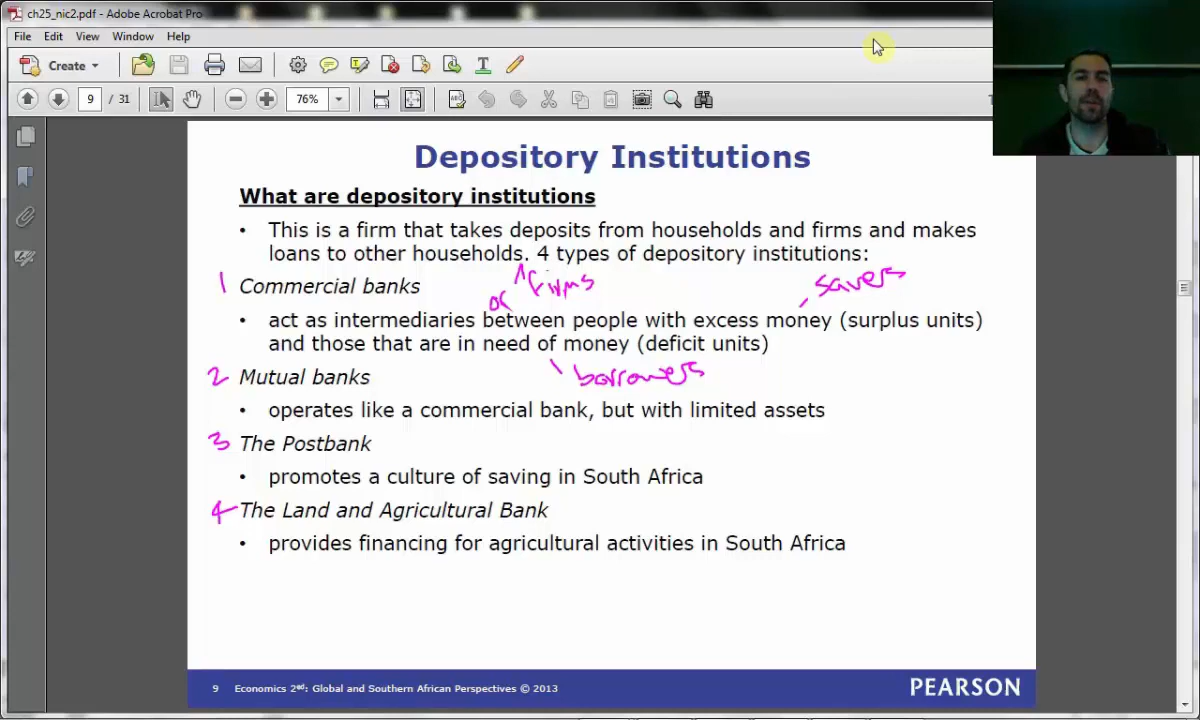 ch25_nic2.pdf - Adobe Acrobat Pro
File Edit View Window Help
Create
9 / 31 76%
Depository Institutions
What are depository institutions
• This is a firm that takes deposits from households and firms and makes
loans to other households. 4 types of depository institutions:
or firms
1 Commercial banks
savers
• act as intermediaries between people with excess money (surplus units)
and those that are in need of money (deficit units)
borrowers
2 Mutual banks
• operates like a commercial bank, but with limited assets
3 The Postbank
• promotes a culture of saving in South Africa
4 The Land and Agricultural Bank
• provides financing for agricultural activities in South Africa
9 Economics 2ed: Global and Southern African Perspectives © 2013
PEARSON